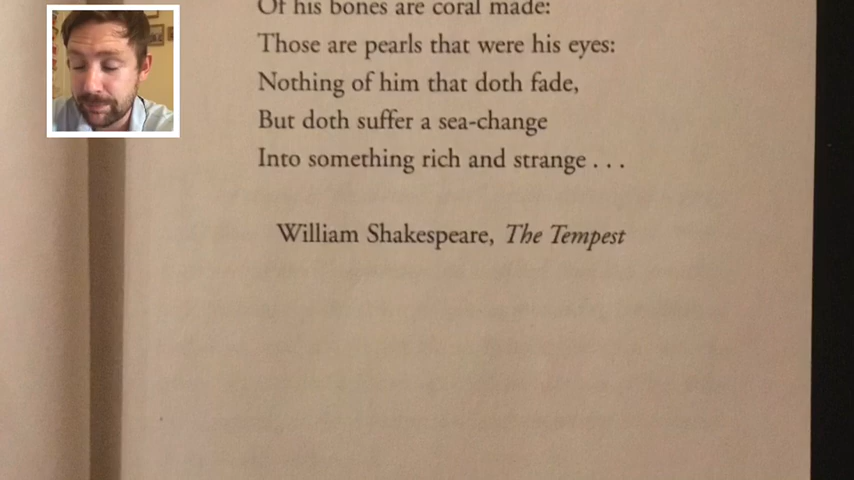 Of his bones are coral made:
Those are pearls that were his eyes:
Nothing of him that doth fade,
But doth suffer a sea-change
Into something rich and strange . . .
William Shakespeare, The Tempest